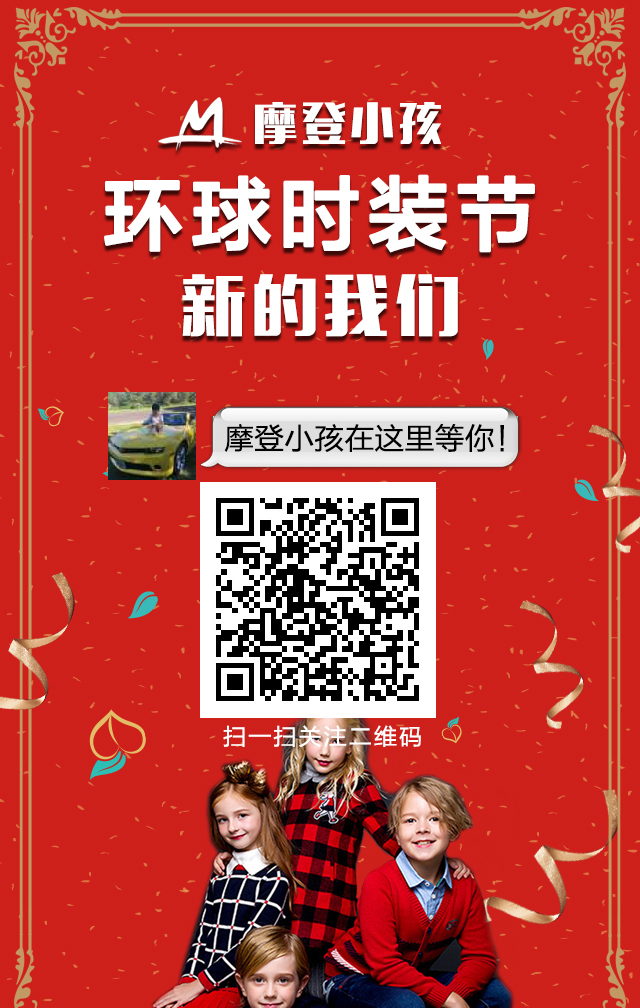 摩登小孩
环球时装节
新的我们
摩登小孩在这里等你!
扫一扫关注二维码